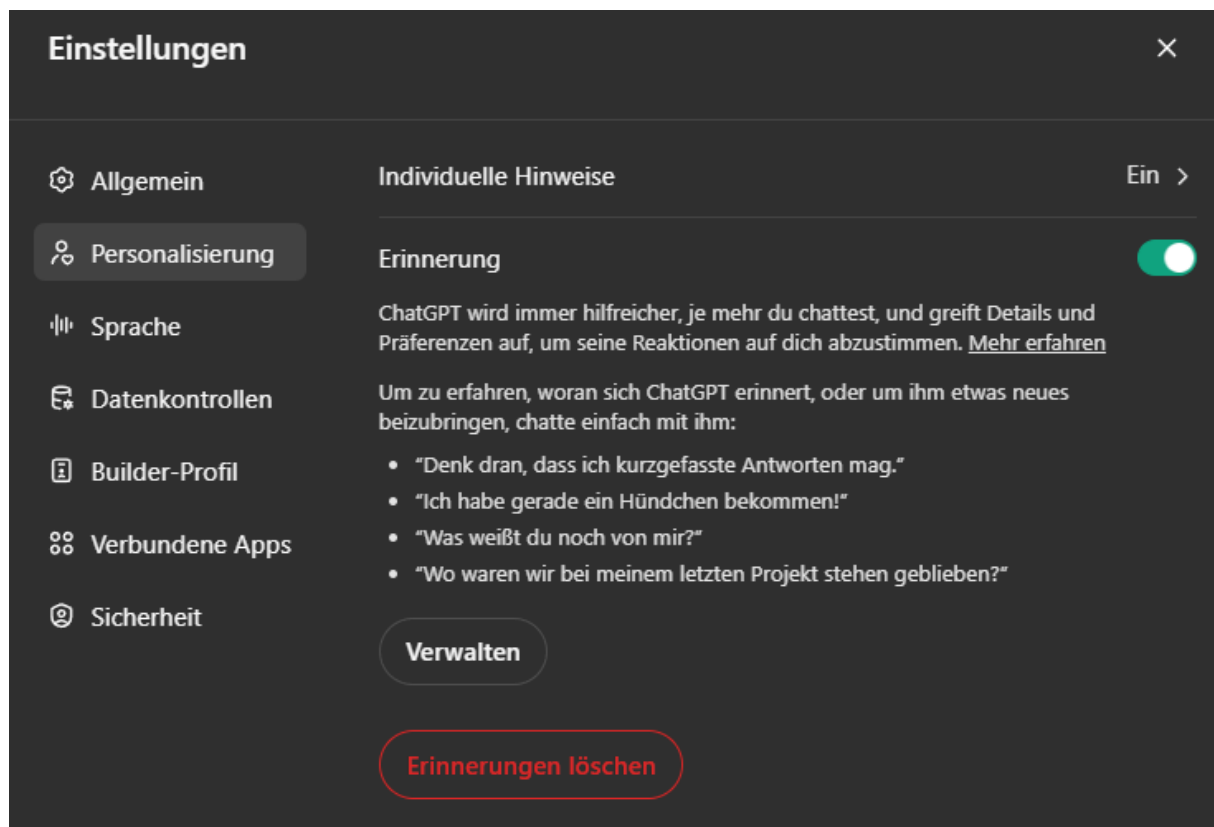 Einstellungen
Allgemein
Personalisierung
Sprache
Datenkontrollen
Builder-Profil
Verbundene Apps
Sicherheit
Individuelle Hinweise Ein
Erinnerung
ChatGPT wird immer hilfreicher, je mehr du chattest, und greift Details und
Präferenzen auf, um seine Reaktionen auf dich abzustimmen. Mehr erfahren
Um zu erfahren, woran sich ChatGPT erinnert, oder um ihm etwas neues
beizubringen, chatte einfach mit ihm:
• “Denk dran, dass ich kurzgefasste Antworten mag.”
• “Ich habe gerade ein Hündchen bekommen!”
• “Was weißt du noch von mir?”
• “Wo waren wir bei meinem letzten Projekt stehen geblieben?”
Verwalten
Erinnerungen löschen